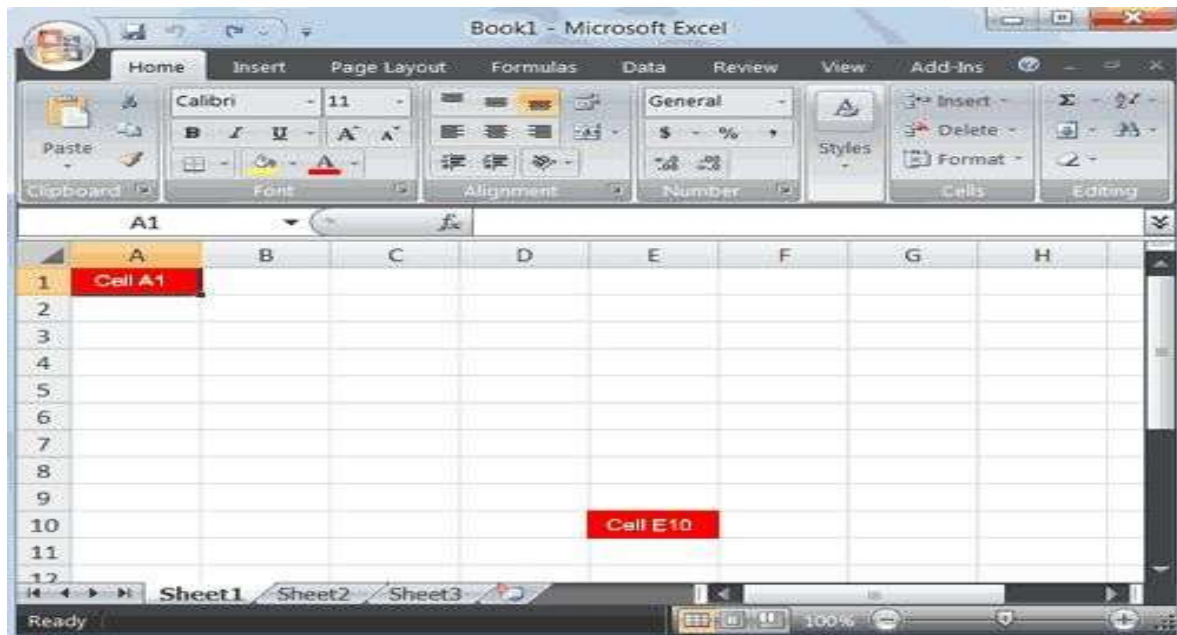 Book1 - Microsoft Excel
Home Insert Page Layout Formulas Data Review View Add-Ins
Calibri 11 General Insert Σ
Paste B I U A A $ % , Styles Delete
A Format
Clipboard Font Alignment Number Cells Editing
A1 fx
A B C D E F G H
1 Cell A1
2
3
4
5
6
7
8
9
10 Cell E10
11
12
Sheet1 Sheet2 Sheet3
Ready 100%